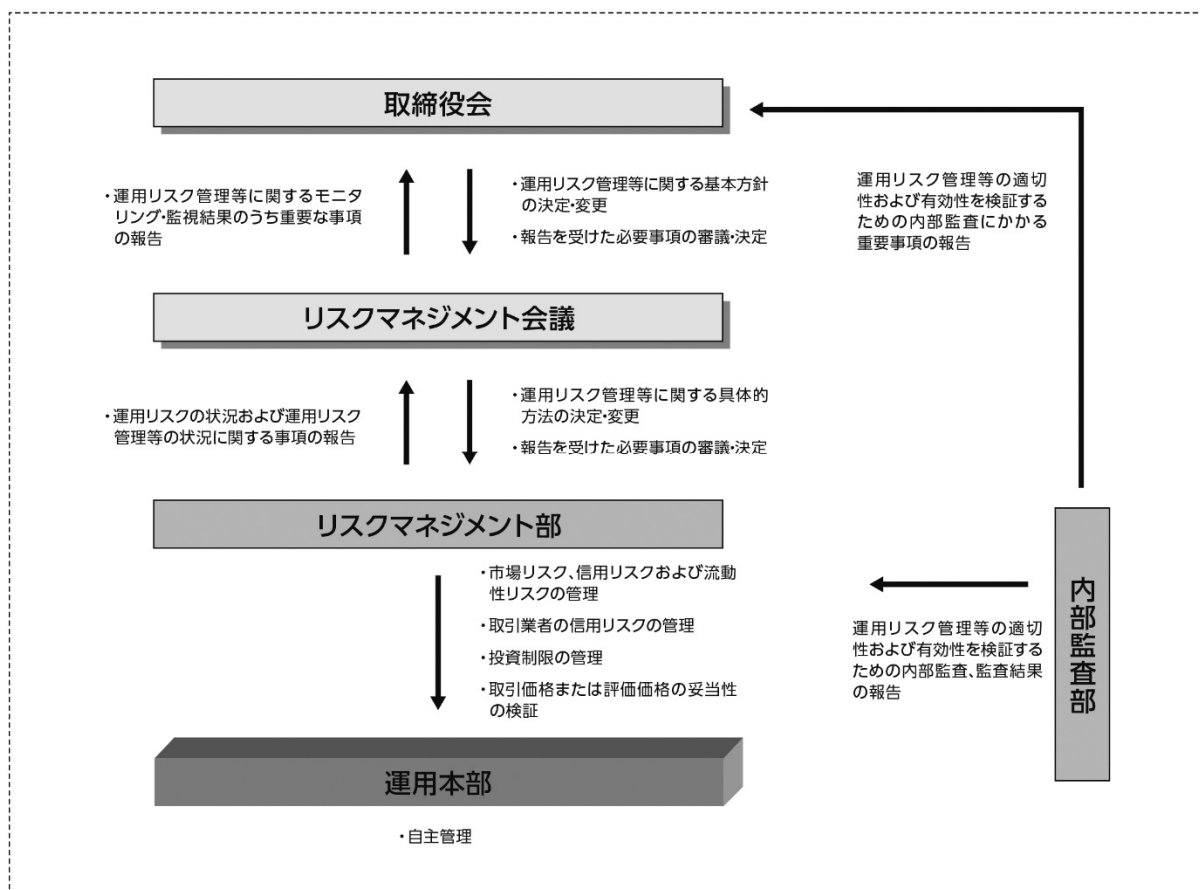 取締役会
・運用リスク管理等に関するモニタ
リング・監視結果のうち重要な事項
の報告
・運用リスク管理等に関する基本方針
の決定・変更
・報告を受けた必要事項の審議・決定
運用リスク管理等の適切
性および有効性を検証す
るための内部監査にかかる
重要事項の報告
リスクマネジメント会議
・運用リスクの状況および運用リスク
管理等の状況に関する事項の報告
・運用リスク管理等に関する具体的
方法の決定・変更
・報告を受けた必要事項の審議・決定
リスクマネジメント部
・市場リスク、信用リスクおよび流動
性リスクの管理
・取引業者の信用リスクの管理
・投資制限の管理
・取引価格または評価価格の妥当性
の検証
運用リスク管理等の適切
性および有効性を検証する
ための内部監査、監査結果
の報告
内部監査部
運用本部
・自主管理